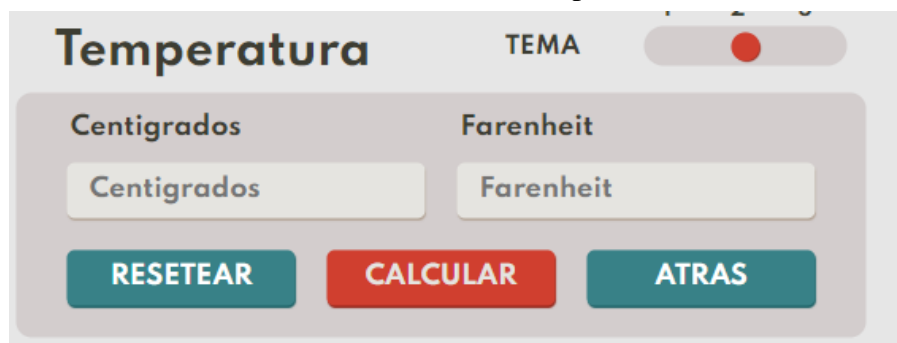 Temperatura TEMA
Centigrados Farenheit
Centigrados Farenheit
RESETEAR CALCULAR ATRAS